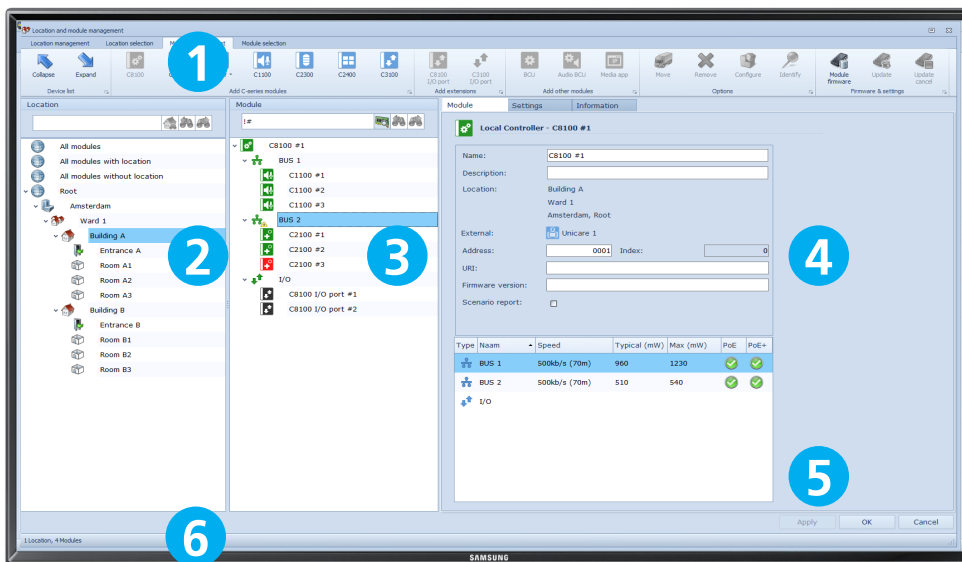 Location and module management
Location management Location selection Module selection
Collapse Expand C8100 C1100 C2300 C2400 C3100 C8100 I/O port C3100 I/O port BCU Audio BCU Media app Move Remove Configure Identify Module firmware Update Update cancel
Device list Add C-series modules Add extensions Add other modules Options Firmware & settings
1
Location
All modules
All modules with location
All modules without location
Root
Amsterdam
Ward 1
Building A
Entrance A
Room A1
Room A2
Room A3
Building B
Entrance B
Room B1
Room B2
Room B3
2
Module
!#
C8100 #1
BUS 1
C1100 #1
C1100 #2
C1100 #3
BUS 2
C2100 #1
C2100 #2
C2100 #3
I/O
C8100 I/O port #1
C8100 I/O port #2
3
Module Settings Information
Local Controller - C8100 #1
Name: C8100 #1
Description:
Location: Building A
Ward 1
Amsterdam, Root
External: Unicare 1
Address: 0001 Index: 0
URI:
Firmware version:
Scenario report:
4
Type Naam Speed Typical (mW) Max (mW) PoE PoE+
BUS 1 500kb/s (70m) 960 1230
BUS 2 500kb/s (70m) 510 540
I/O
5
Apply OK Cancel
1 Location, 4 Modules
6
SAMSUNG